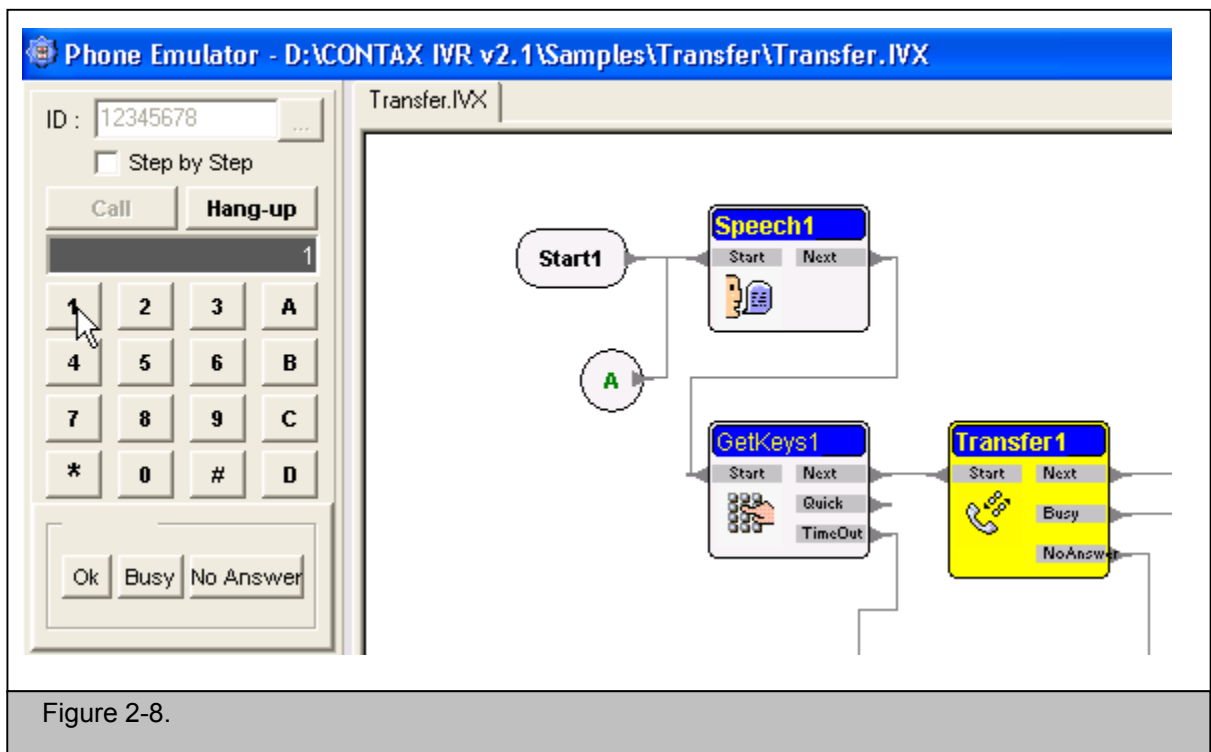 Phone Emulator - D:\CONTAX IVR v2.1\Samples\Transfer\Transfer.IVX
ID : 12345678 ...
Step by Step
Call Hang-up
1
1 2 3 A
4 5 6 B
7 8 9 C
* 0 # D
Ok Busy No Answer
Transfer.IVX
Start1
Speech1
Start Next
A
GetKeys1
Start Next
Quick
TimeOut
Transfer1
Start Next
Busy
NoAnswer
Figure 2-8.